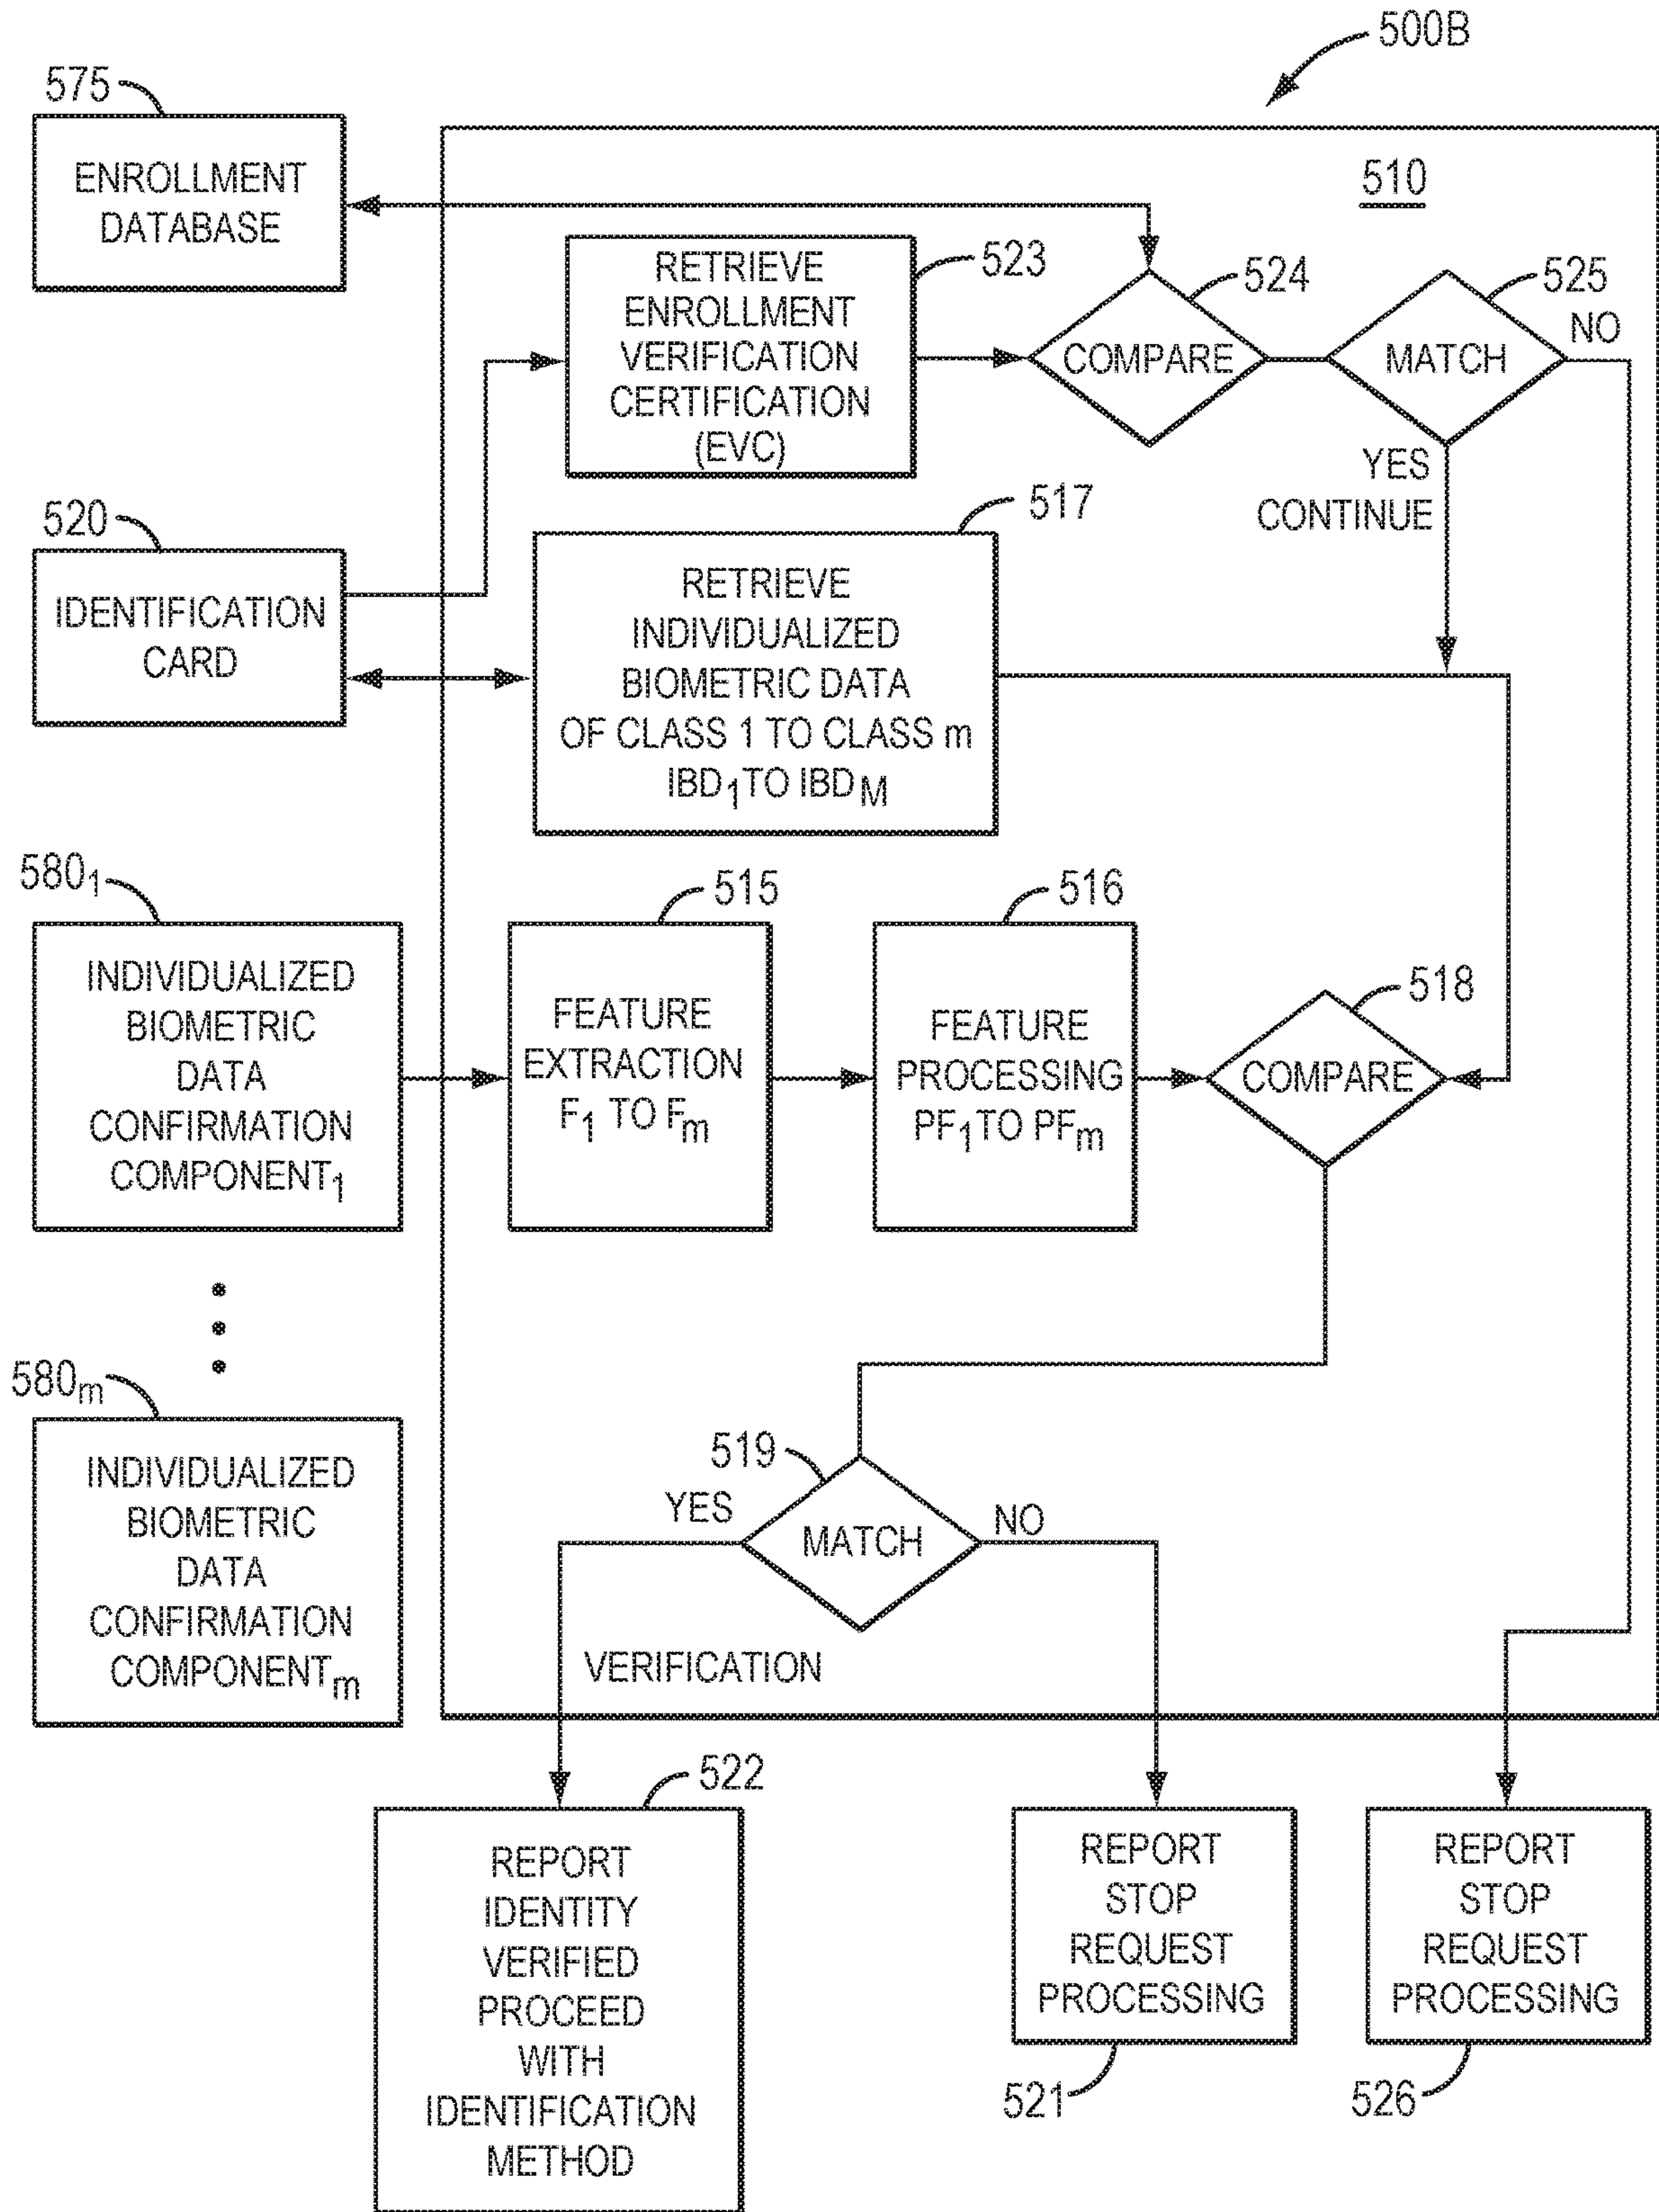 500B
575
ENROLLMENT
DATABASE
510
RETRIEVE
ENROLLMENT
VERIFICATION
CERTIFICATION
(EVC)
523
COMPARE
524
MATCH
525
NO
YES
CONTINUE
520
IDENTIFICATION
CARD
517
RETRIEVE
INDIVIDUALIZED
BIOMETRIC DATA
OF CLASS 1 TO CLASS m
IBD₁ TO IBD_M
580₁
INDIVIDUALIZED
BIOMETRIC
DATA
CONFIRMATION
COMPONENT₁
515
FEATURE
EXTRACTION
F₁ TO Fₘ
516
FEATURE
PROCESSING
PF₁ TO PFₘ
518
COMPARE
580ₘ
INDIVIDUALIZED
BIOMETRIC
DATA
CONFIRMATION
COMPONENTₘ
519
YES
MATCH
NO
VERIFICATION
522
REPORT
IDENTITY
VERIFIED
PROCEED
WITH
IDENTIFICATION
METHOD
REPORT
STOP
REQUEST
PROCESSING
521
REPORT
STOP
REQUEST
PROCESSING
526